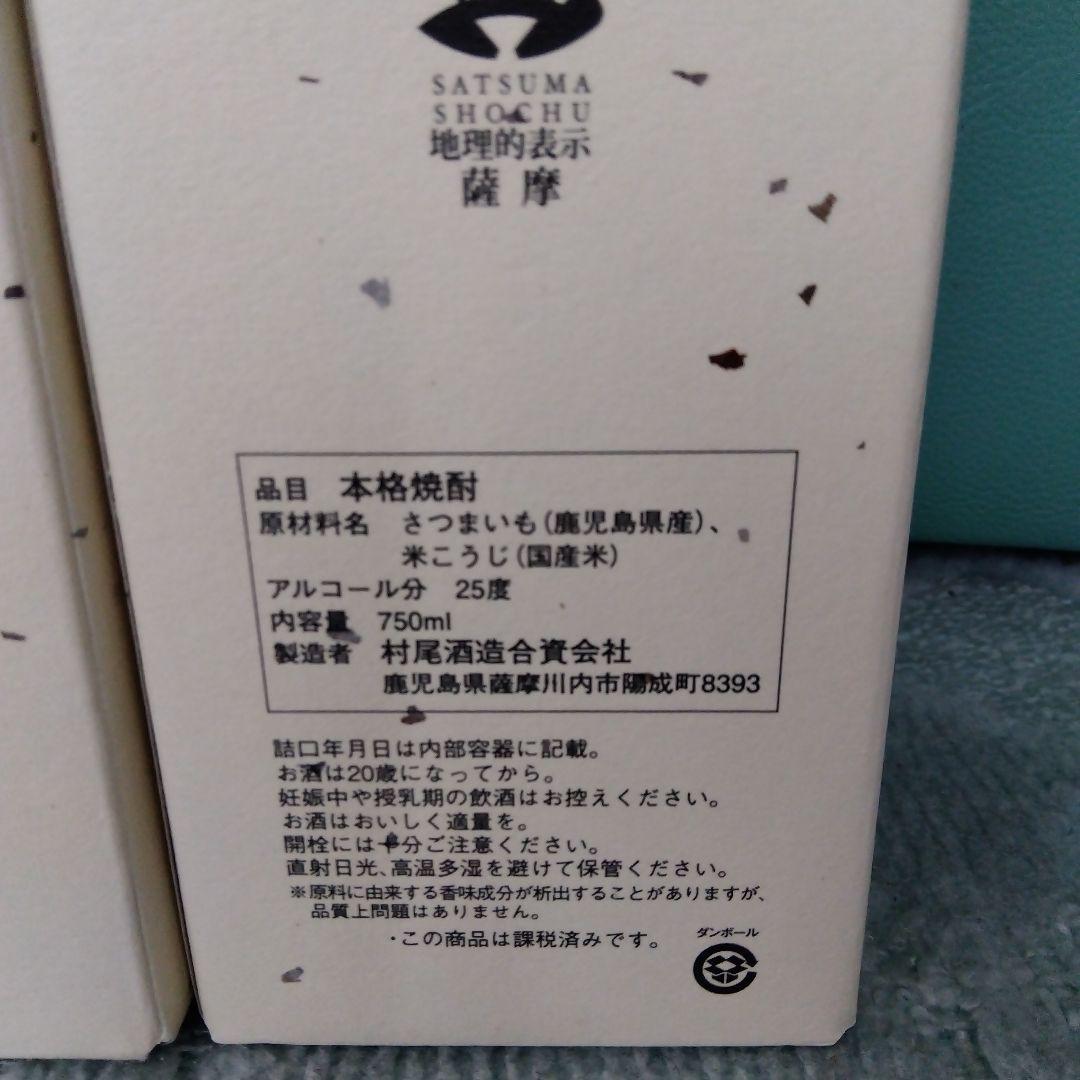 SATSUMA
SHOCHU
地理的表示
薩摩
品目 本格焼酎
原材料名 さつまいも(鹿児島県産)、
米こうじ(国産米)
アルコール分 25度
内容量 750ml
製造者 村尾酒造合資会社
鹿児島県薩摩川内市陽成町8393
詰口年月日は内部容器に記載。
お酒は20歳になってから。
妊娠中や授乳期の飲酒はお控えください。
お酒はおいしく適量を。
開栓には十分ご注意ください。
直射日光、高温多湿を避けて保管ください。
※原料に由来する香味成分が析出することがありますが、
品質上問題はありません。
・この商品は課税済みです。
ダンボール